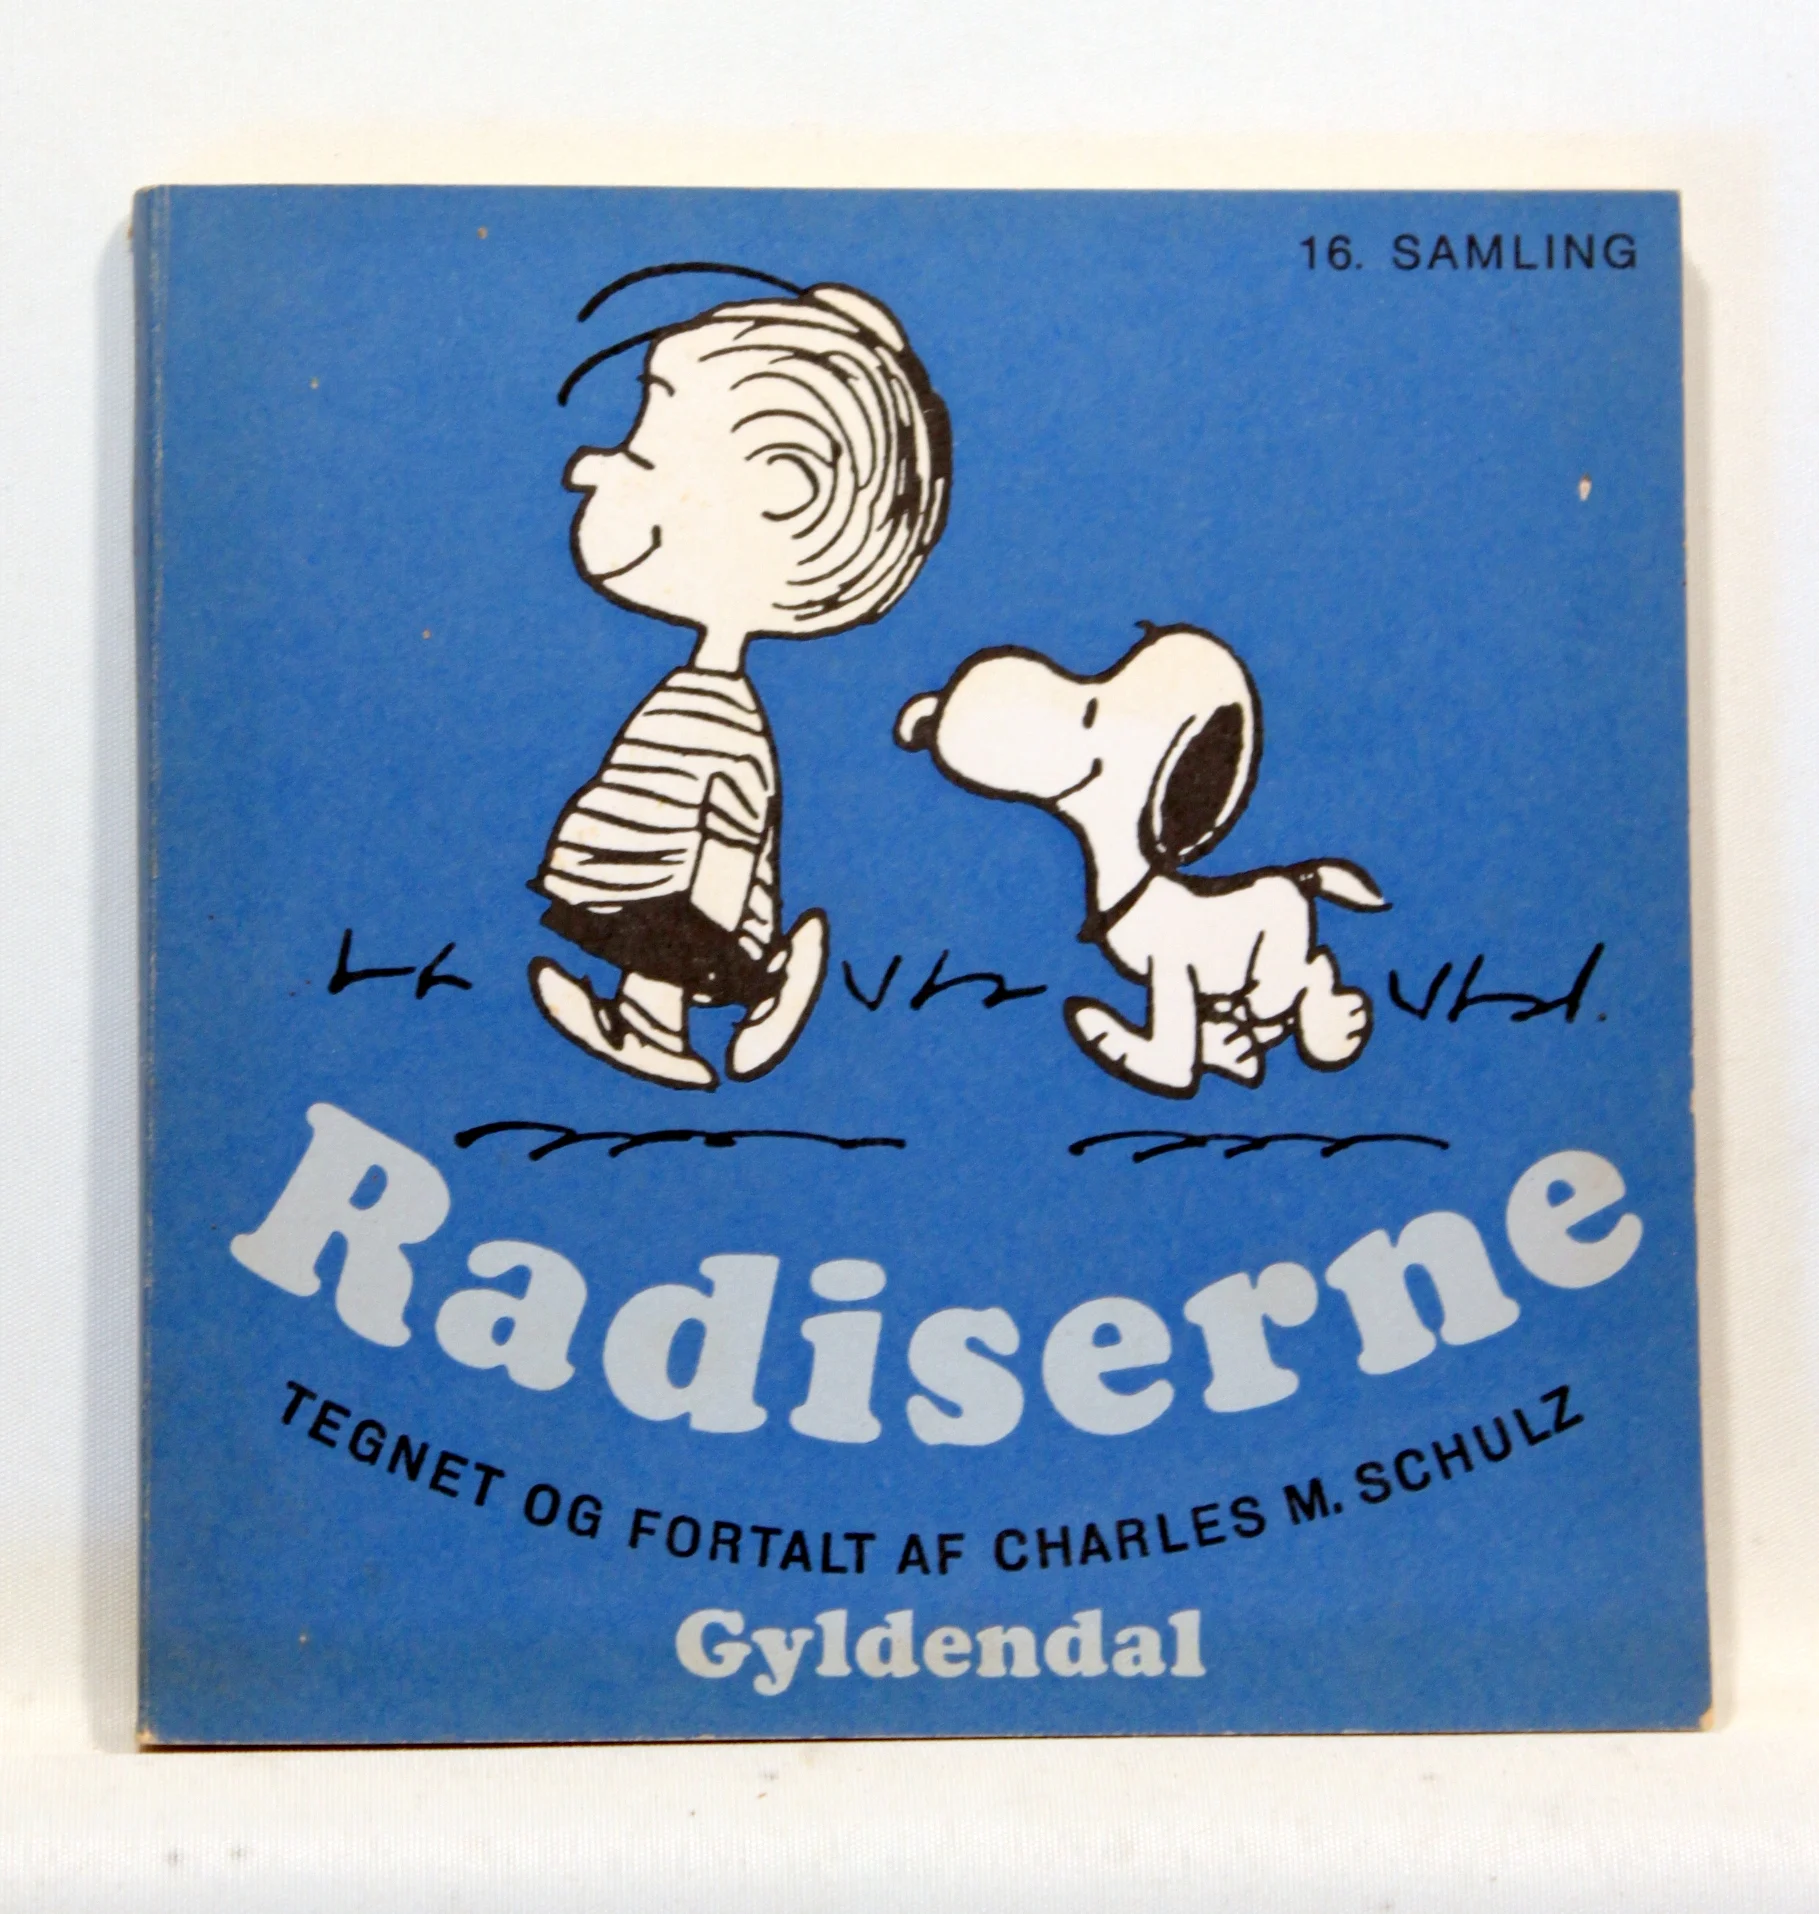 16. SAMLING
Radiserne
TEGNET OG FORTALT AF CHARLES M. SCHULZ
Gyldendal